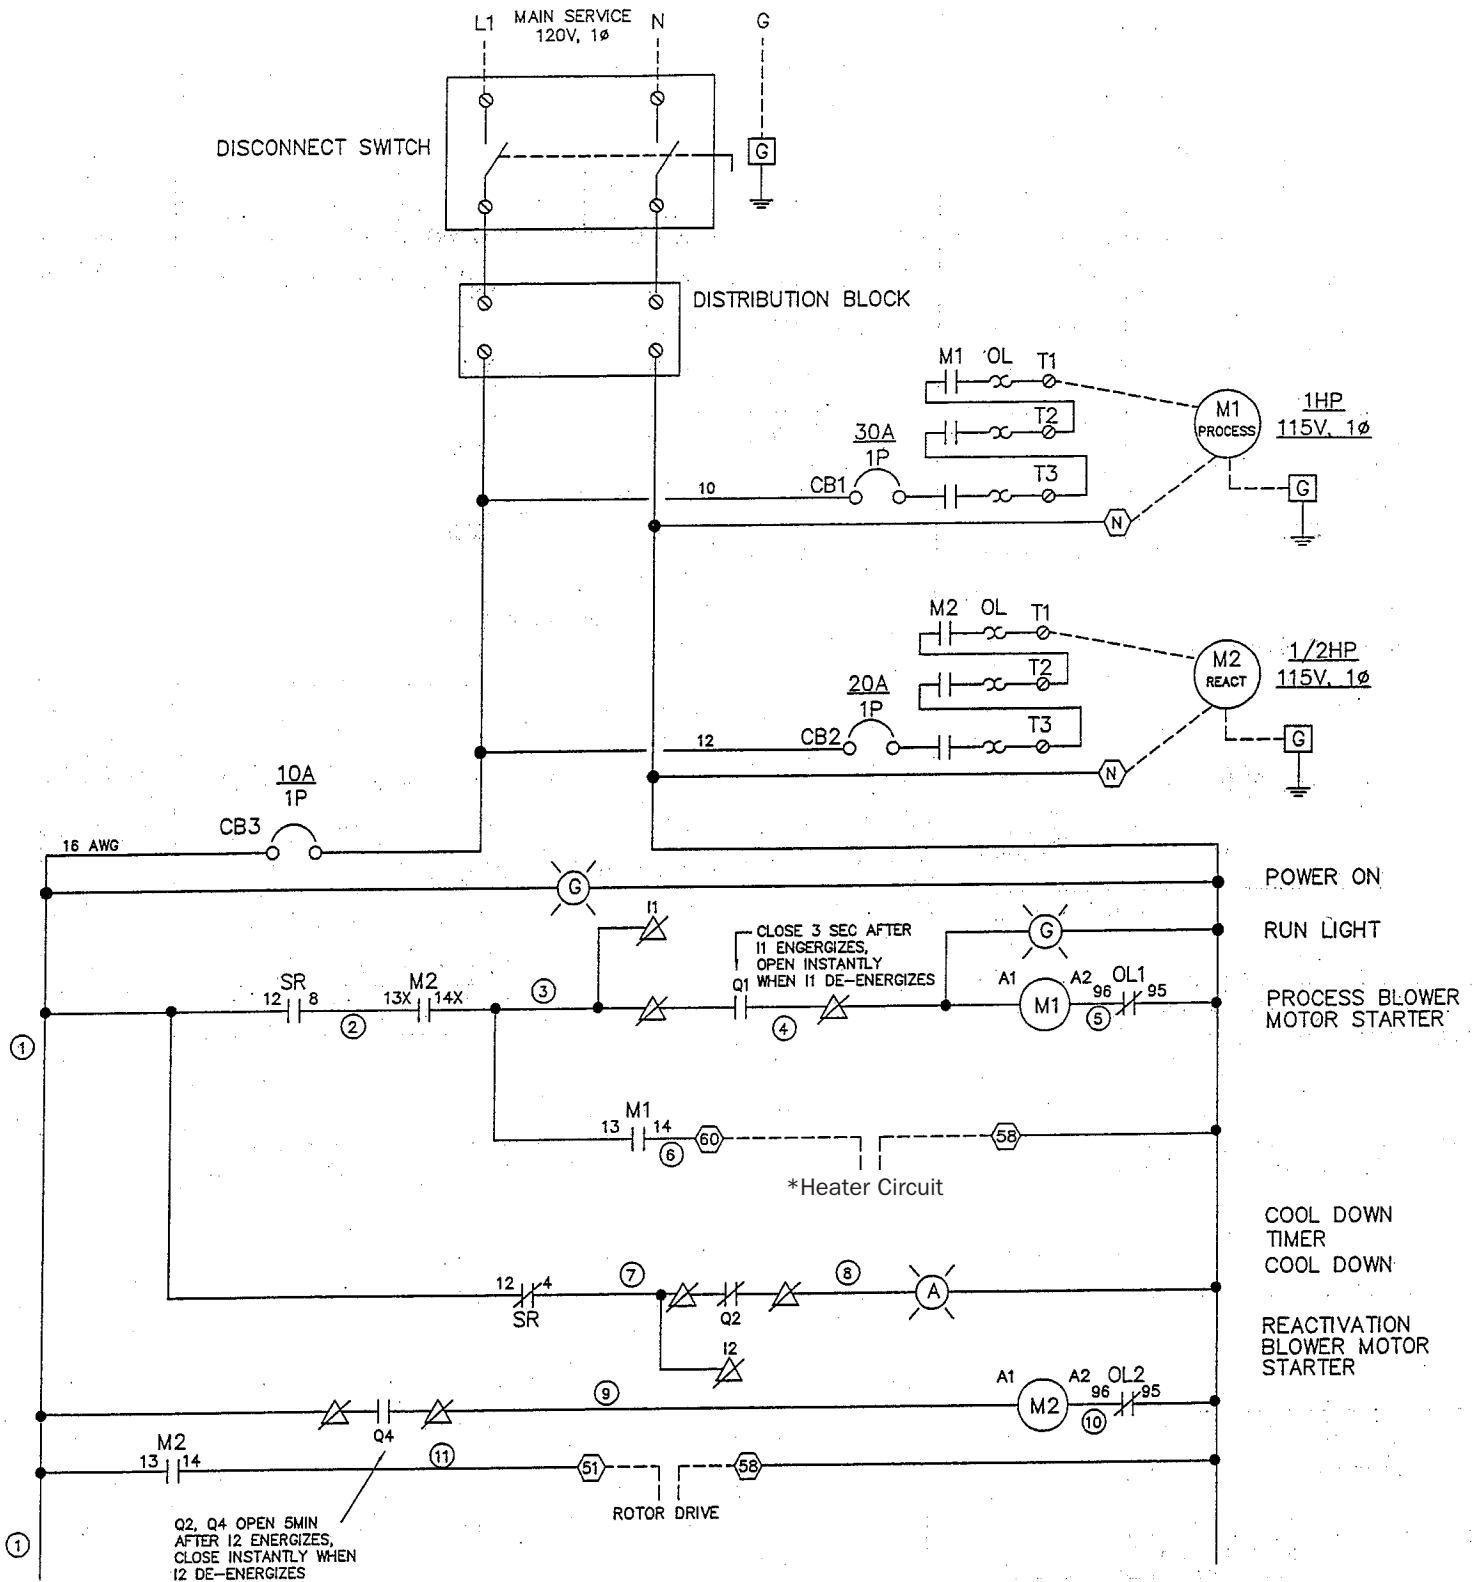 L1 MAIN SERVICE N G
120V, 1ø
DISCONNECT SWITCH
G
DISTRIBUTION BLOCK
M1 OL T1
M1
PROCESS
1HP
115V, 1ø
T2
30A
1P
CB1
T3
10
G
N
M2 OL T1
M2
REACT
1/2HP
115V, 1ø
T2
20A
1P
CB2
T3
12
G
N
10A
1P
CB3
16 AWG
G
POWER ON
I1
CLOSE 3 SEC AFTER
I1 ENGERGIZES,
OPEN INSTANTLY
WHEN I1 DE-ENERGIZES
G
RUN LIGHT
SR
12 8
M2
13X 14X
3
Q1
A1 A2 OL1
96 95
M1
PROCESS BLOWER
MOTOR STARTER
1
2
4
5
M1
13 14
6
60
58
*Heater Circuit
COOL DOWN
TIMER
COOL DOWN
12 4
SR
7
Q2
8
A
I2
REACTIVATION
BLOWER MOTOR
STARTER
9
A1 A2 OL2
96 95
M2
10
Q4
M2
13 14
11
51
58
ROTOR DRIVE
1
Q2, Q4 OPEN 5MIN
AFTER I2 ENERGIZES,
CLOSE INSTANTLY WHEN
I2 DE-ENERGIZES